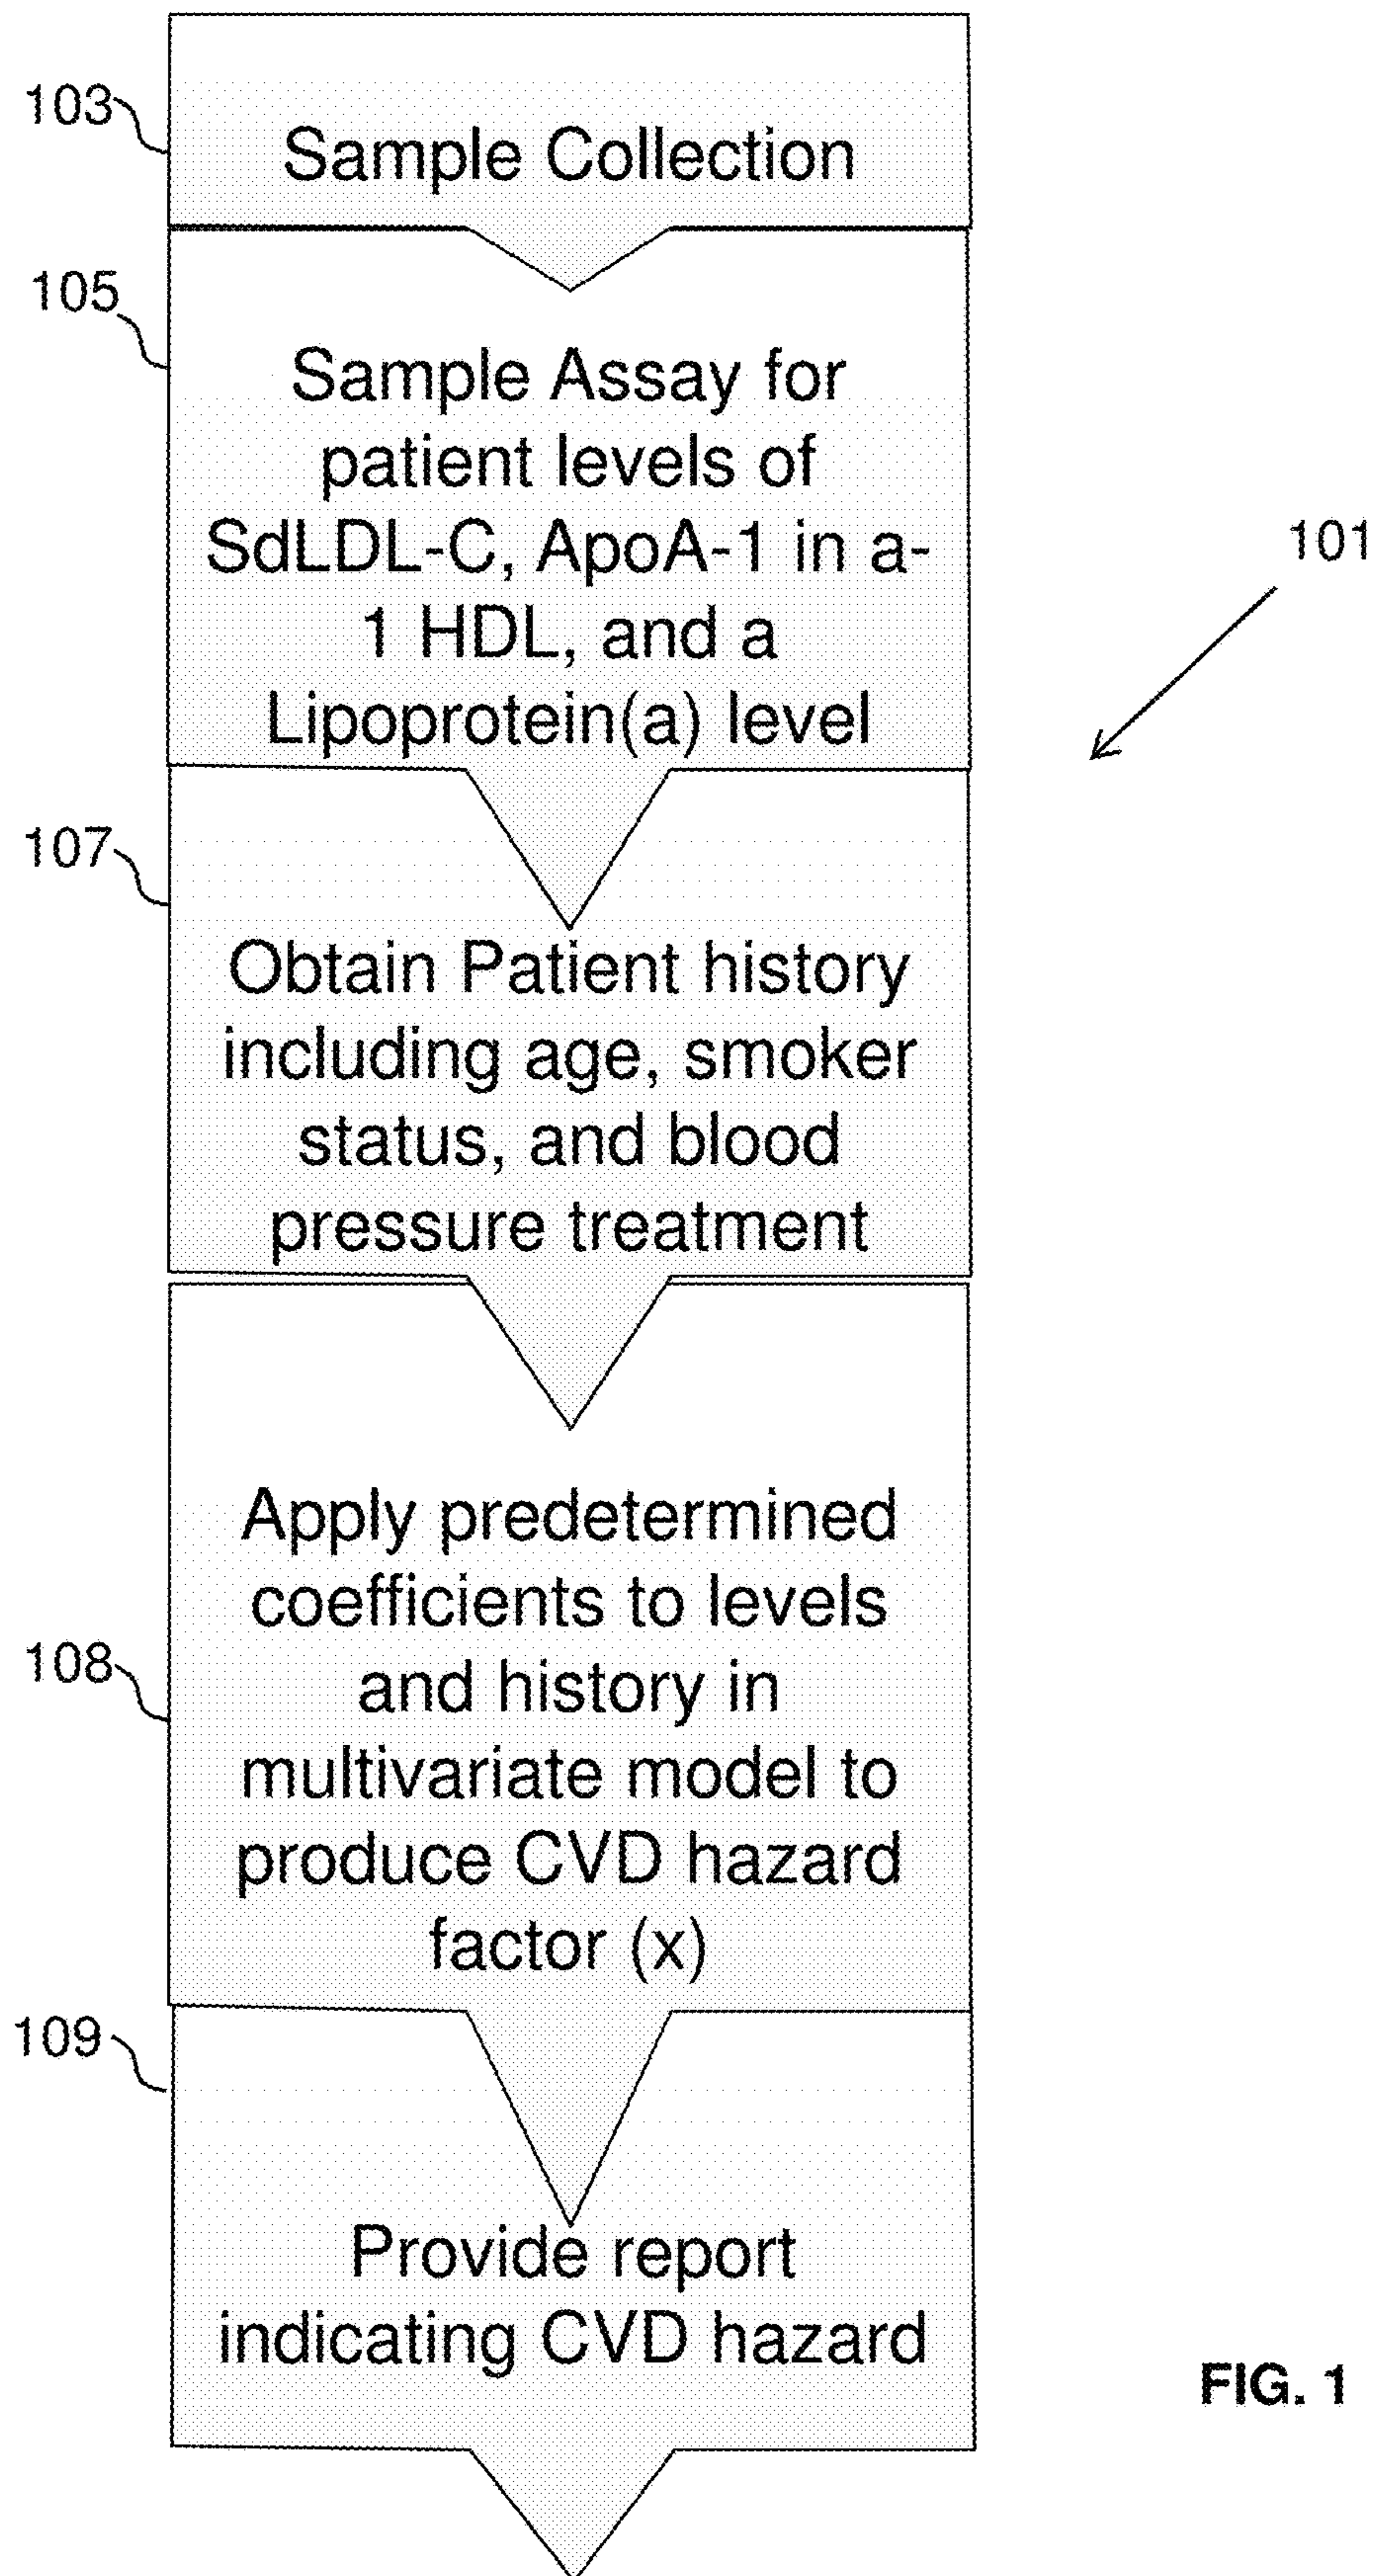 103
Sample Collection
105
Sample Assay for
patient levels of
SdLDL-C, ApoA-1 in a-
1 HDL, and a
Lipoprotein(a) level
101
107
Obtain Patient history
including age, smoker
status, and blood
pressure treatment
108
Apply predetermined
coefficients to levels
and history in
multivariate model to
produce CVD hazard
factor (x)
109
Provide report
indicating CVD hazard
FIG. 1